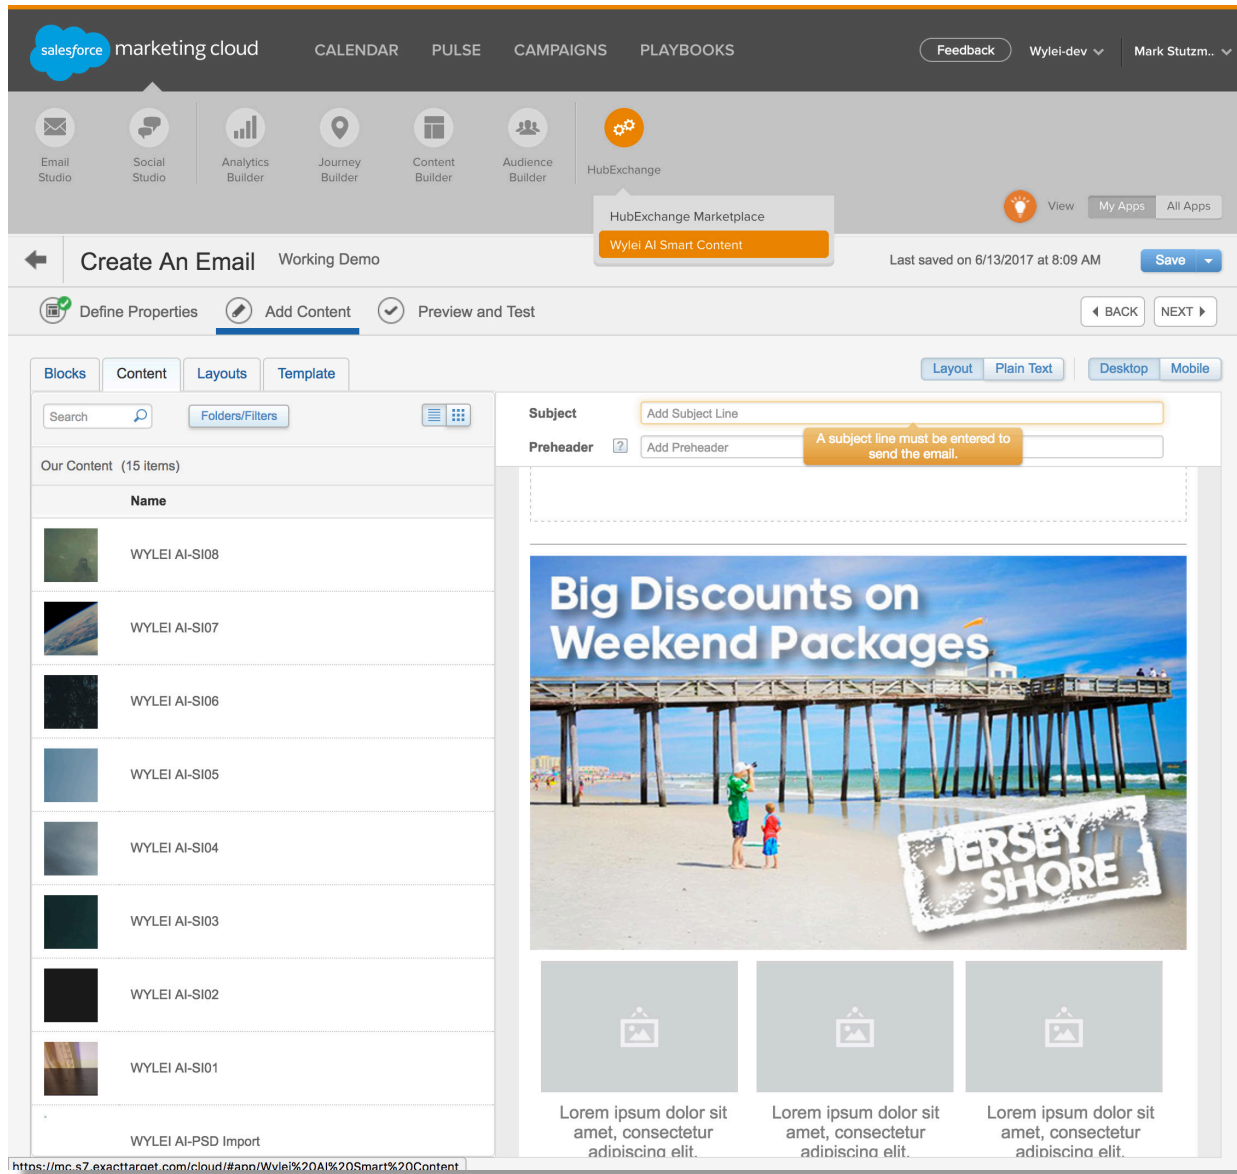 salesforce marketing cloud CALENDAR PULSE CAMPAIGNS PLAYBOOKS Feedback Wylei-dev Mark Stutzm..
Email Studio
Social Studio
Analytics Builder
Journey Builder
Content Builder
Audience Builder
HubExchange
HubExchange Marketplace
Wylei AI Smart Content
View My Apps All Apps
Create An Email Working Demo Last saved on 6/13/2017 at 8:09 AM Save
Define Properties Add Content Preview and Test BACK NEXT
Blocks Content Layouts Template Layout Plain Text Desktop Mobile
Search Folders/Filters
Subject Add Subject Line
Preheader ? Add Preheader
A subject line must be entered to
send the email.
Our Content (15 items)
Name
WYLEI AI-SI08
WYLEI AI-SI07
WYLEI AI-SI06
WYLEI AI-SI05
WYLEI AI-SI04
WYLEI AI-SI03
WYLEI AI-SI02
WYLEI AI-SI01
WYLEI AI-PSD Import
Big Discounts on
Weekend Packages
JERSEY
SHORE
Lorem ipsum dolor sit
amet, consectetur
adipiscing elit.
Lorem ipsum dolor sit
amet, consectetur
adipiscing elit.
Lorem ipsum dolor sit
amet, consectetur
adipiscing elit.
https://mc.s7.exacttarget.com/cloud/#app/Wylei%20AI%20Smart%20Content